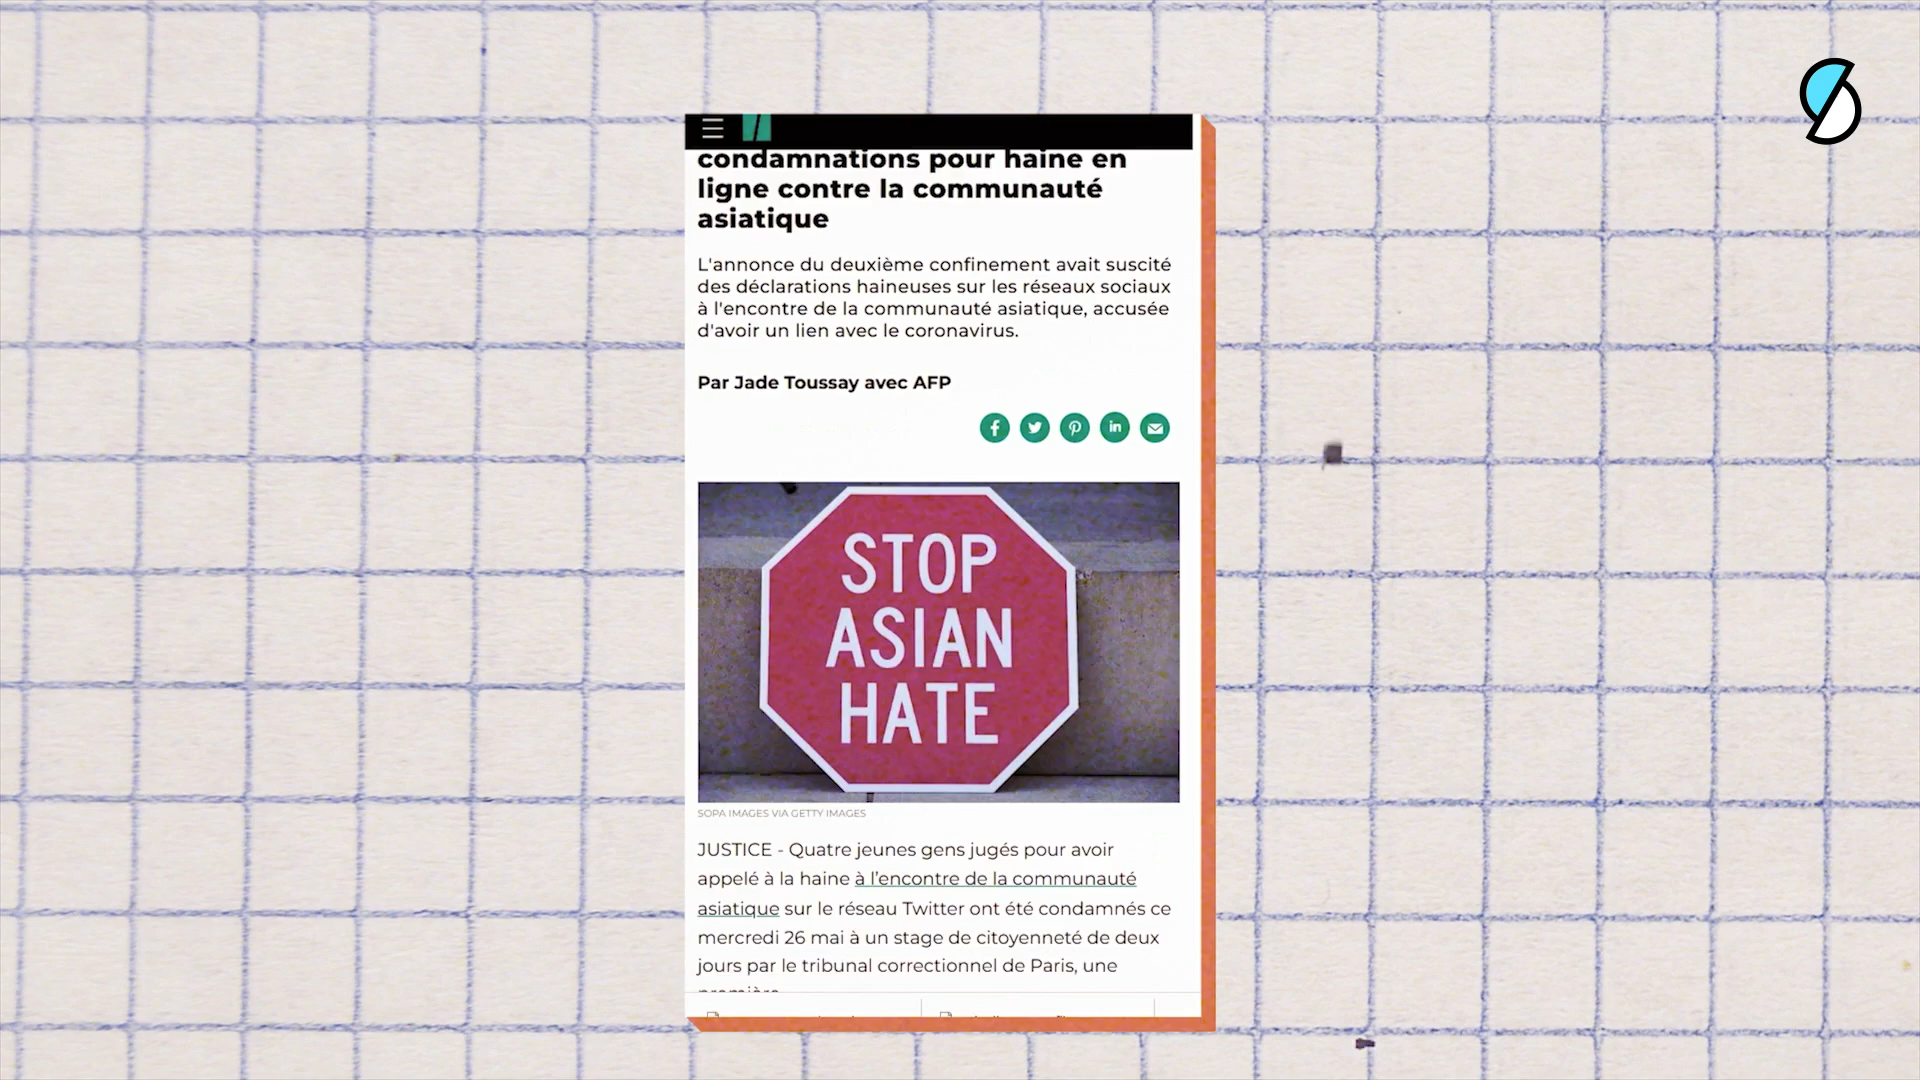 condamnations pour haine en
ligne contre la communauté
asiatique
L'annonce du deuxième confinement avait suscité
des déclarations haineuses sur les réseaux sociaux
à l'encontre de la communauté asiatique, accusée
d'avoir un lien avec le coronavirus.
Par Jade Toussay avec AFP
STOP
ASIAN
HATE
SOPA IMAGES VIA GETTY IMAGES
JUSTICE - Quatre jeunes gens jugés pour avoir
appelé à la haine à l'encontre de la communauté
asiatique sur le réseau Twitter ont été condamnés ce
mercredi 26 mai à un stage de citoyenneté de deux
jours par le tribunal correctionnel de Paris, une
première